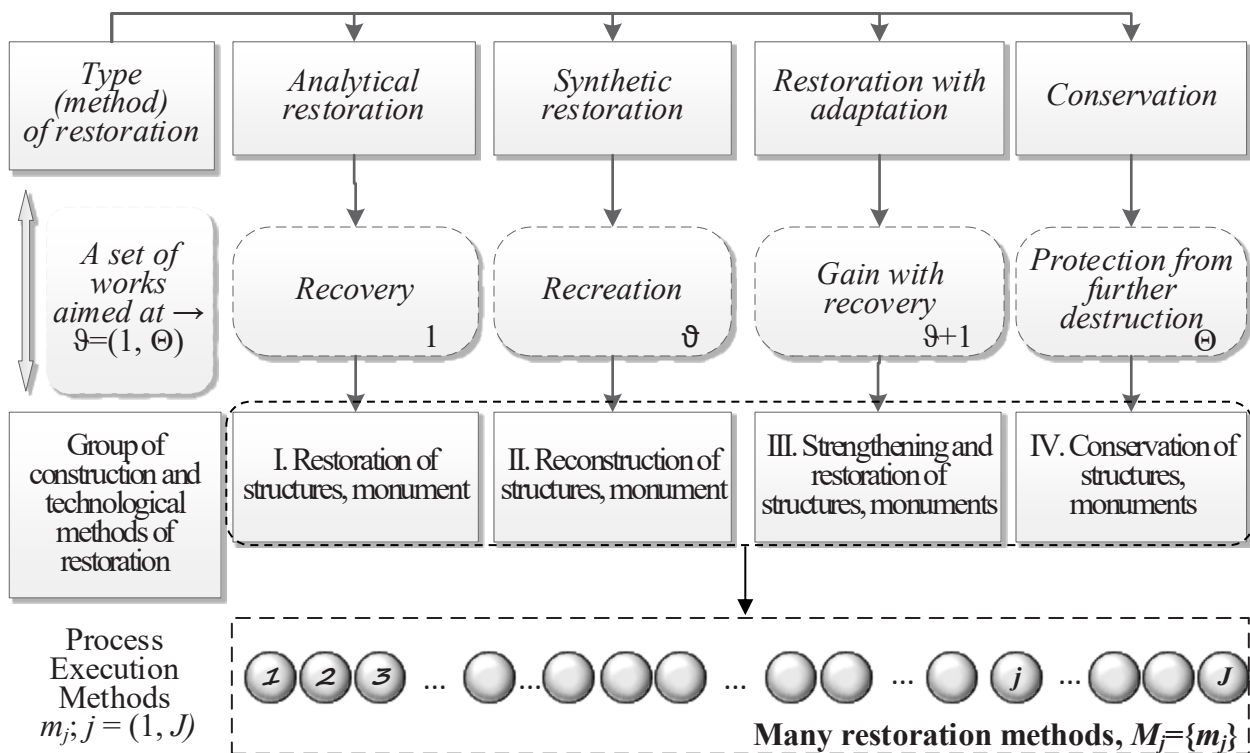 Type
(method)
of restoration
Analytical
restoration
Synthetic
restoration
Restoration with
adaptation
Conservation
A set of
works
aimed at →
ϑ=(1, Θ)
Recovery
1
Recreation
ϑ
Gain with
recovery
ϑ+1
Protection from
further
destruction
Θ
Group of
construction and
technological
methods of
restoration
I. Restoration of
structures, monument
II. Reconstruction of
structures, monument
III. Strengthening and
restoration of
structures, monuments
IV. Conservation of
structures,
monuments
Process
Execution
Methods
mⱼ; j = (1, J)
1 2 3 ... ... ... ... j ... J
Many restoration methods, Mⱼ={mⱼ}